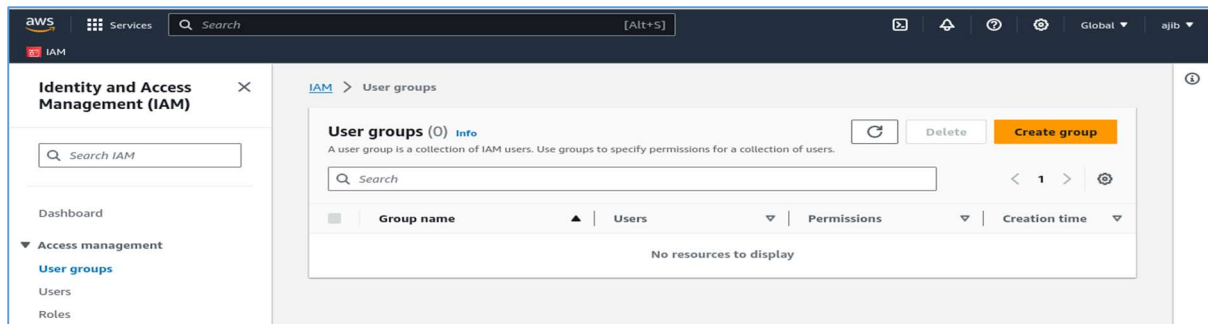 aws Services Search [Alt+S] Global ajib
IAM
Identity and Access Management (IAM)
Search IAM
Dashboard
Access management
User groups
Users
Roles
IAM > User groups
User groups (0) Info
A user group is a collection of IAM users. Use groups to specify permissions for a collection of users.
Delete Create group
Search
1
Group name Users Permissions Creation time
No resources to display